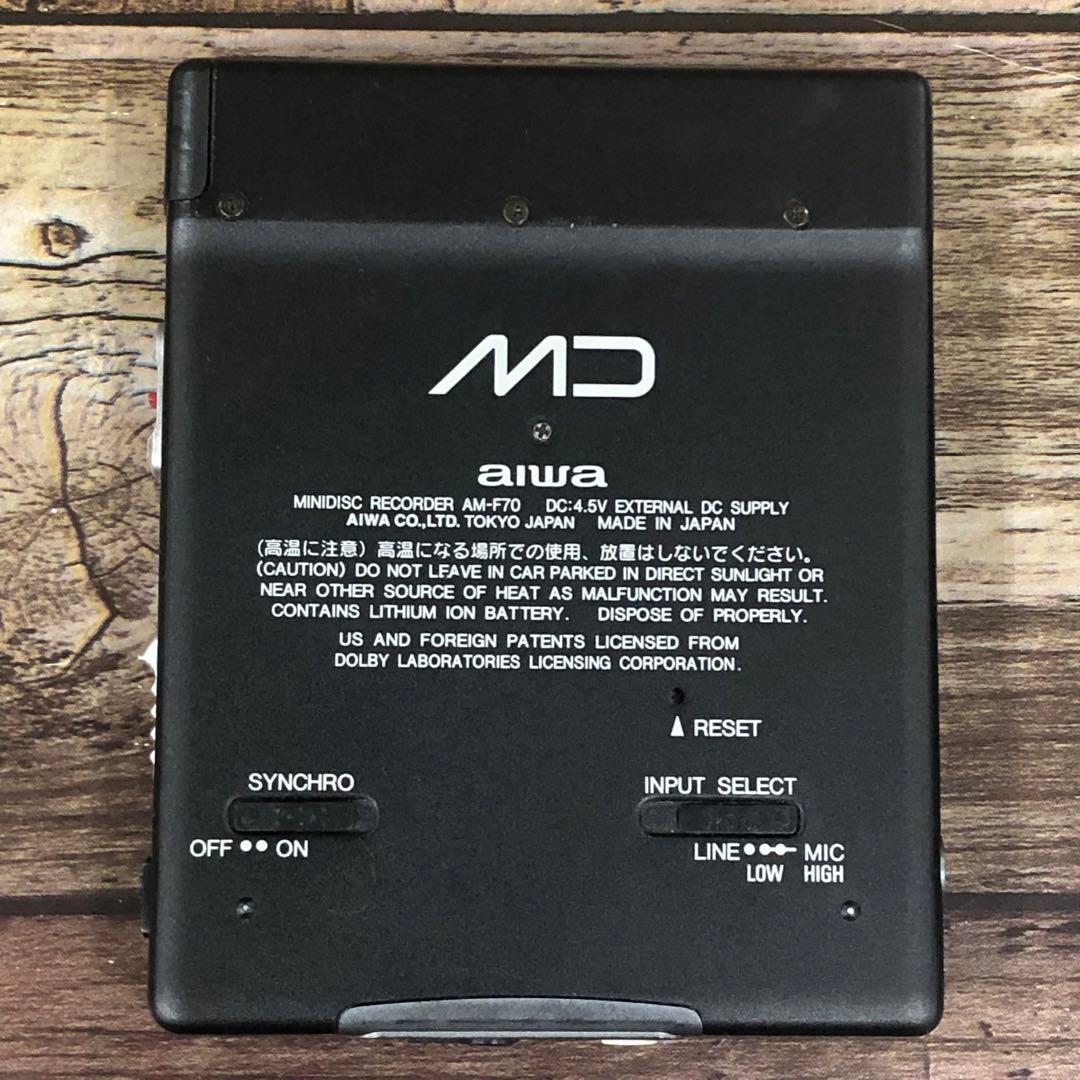 MD
aiwa
MINIDISC RECORDER AM-F70 DC:4.5V EXTERNAL DC SUPPLY
AIWA CO.,LTD. TOKYO JAPAN MADE IN JAPAN
(高温に注意) 高温になる場所での使用、放置はしないでください。
(CAUTION) DO NOT LEAVE IN CAR PARKED IN DIRECT SUNLIGHT OR
NEAR OTHER SOURCE OF HEAT AS MALFUNCTION MAY RESULT.
CONTAINS LITHIUM ION BATTERY. DISPOSE OF PROPERLY.
US AND FOREIGN PATENTS LICENSED FROM
DOLBY LABORATORIES LICENSING CORPORATION.
RESET
SYNCHRO
OFF ON
INPUT SELECT
LINE MIC
LOW HIGH